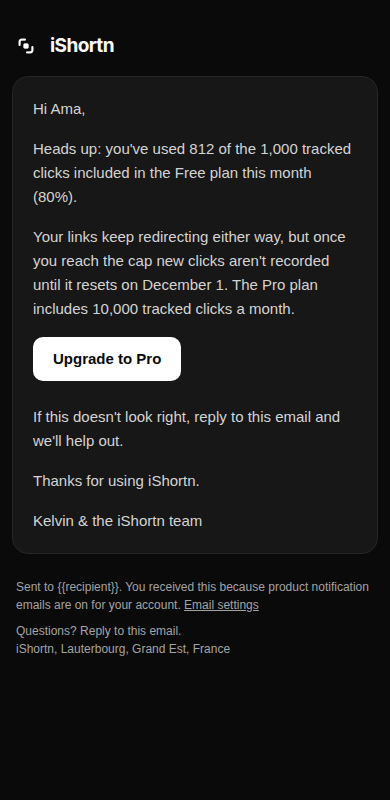 iShortn
Hi Ama,
Heads up: you've used 812 of the 1,000 tracked
clicks included in the Free plan this month
(80%).
Your links keep redirecting either way, but once
you reach the cap new clicks aren't recorded
until it resets on December 1. The Pro plan
includes 10,000 tracked clicks a month.
Upgrade to Pro
If this doesn't look right, reply to this email and
we'll help out.
Thanks for using iShortn.
Kelvin & the iShortn team
Sent to {{recipient}}. You received this because product notification
emails are on for your account. Email settings
Questions? Reply to this email.
iShortn, Lauterbourg, Grand Est, France